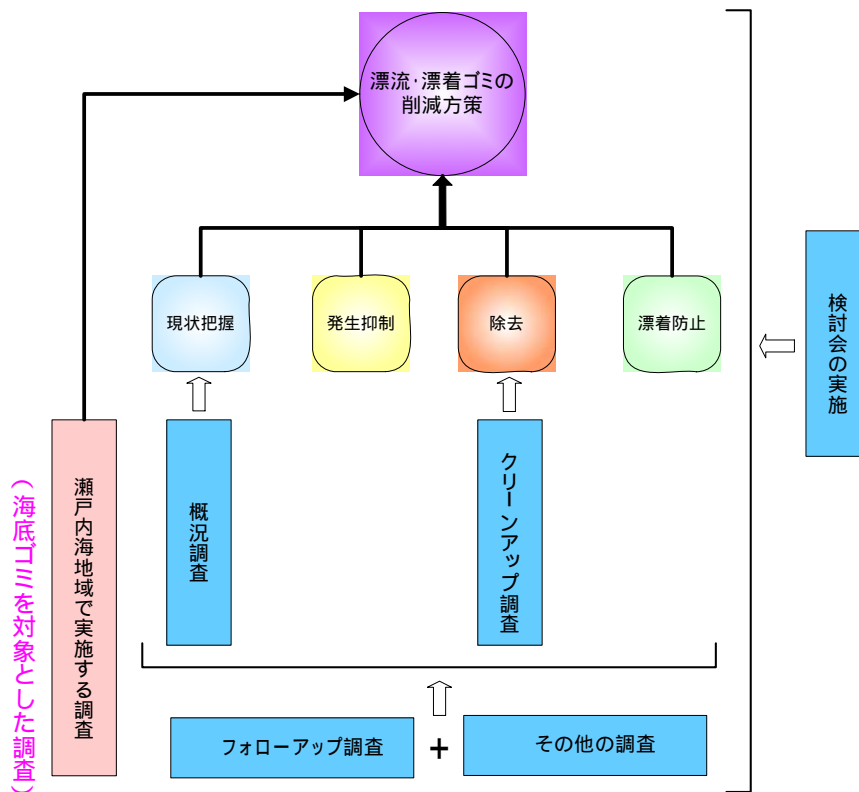 漂流・漂着ゴミの
削減方策
現状把握
発生抑制
除去
漂着防止
検討会の実施
概況調査
クリーンアップ調査
瀬戸内海地域で実施する調査
（海底ゴミを対象とした調査）
フォローアップ調査
+
その他の調査